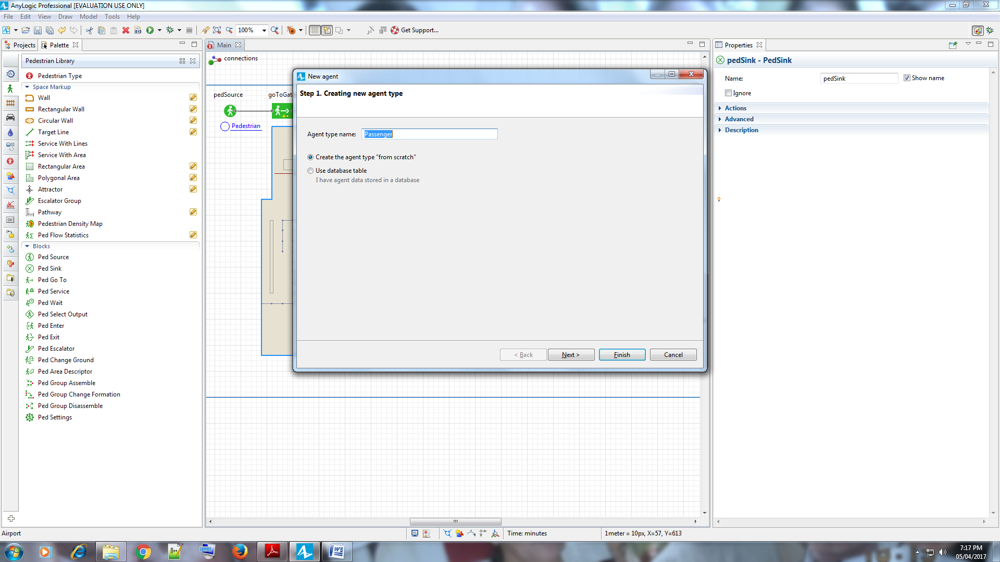 AnyLogic Professional [EVALUATION USE ONLY]
File Edit View Draw Model Tools Help
100%
Get Support...
Projects
Palette
Main
Properties
Pedestrian Library
Pedestrian Type
Space Markup
Wall
Rectangular Wall
Circular Wall
Target Line
Service With Lines
Service With Area
Rectangular Area
Polygonal Area
Attractor
Escalator Group
Pathway
Pedestrian Density Map
Ped Flow Statistics
Blocks
Ped Source
Ped Sink
Ped Go To
Ped Service
Ped Wait
Ped Select Output
Ped Enter
Ped Exit
Ped Escalator
Ped Change Ground
Ped Area Descriptor
Ped Group Assemble
Ped Group Change Formation
Ped Group Disassemble
Ped Settings
OK
connections
pedSource
goToGat
Pedestrian
New agent
Step 1. Creating new agent type
Agent type name: Passenger
Create the agent type "from scratch"
Use database table
I have agent data stored in a database
< Back
Next >
Finish
Cancel
pedSink - PedSink
Name: pedSink
Show name
Ignore
Actions
Advanced
Description
Airport
Time: minutes
1meter = 10px, X=57, Y=613
7:17 PM
05/04/2017